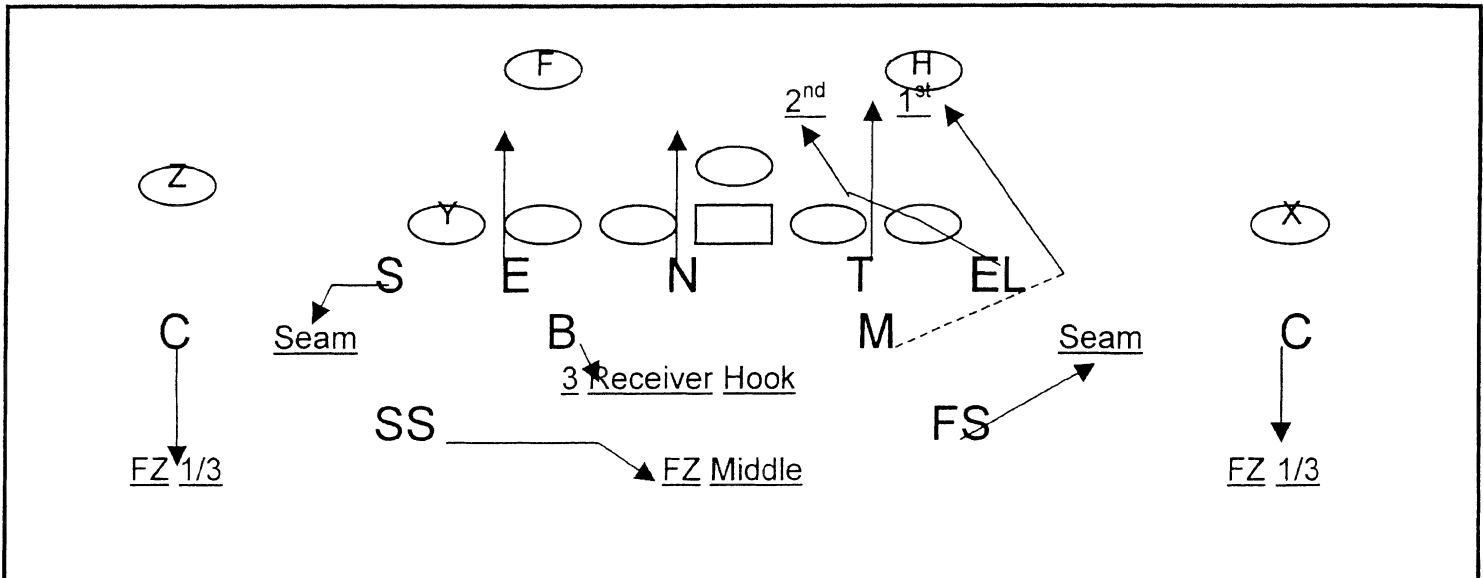 F H
2nd 1st
Z
Y X
S E N T EL
C B M C
Seam Seam
3 Receiver Hook
SS FS
FZ 1/3 FZ Middle FZ 1/3